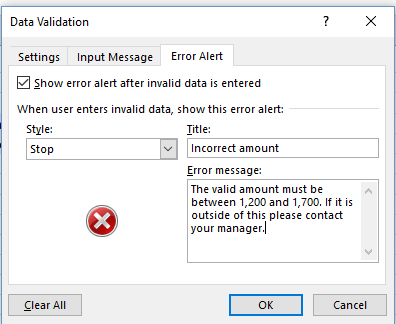 Data Validation
?
Settings
Input Message
Error Alert
Show error alert after invalid data is entered
When user enters invalid data, show this error alert:
Style:
Title:
Stop
Incorrect amount
Error message:
The valid amount must be
between 1,200 and 1,700. If it is
outside of this please contact
your manager.
Clear All
OK
Cancel